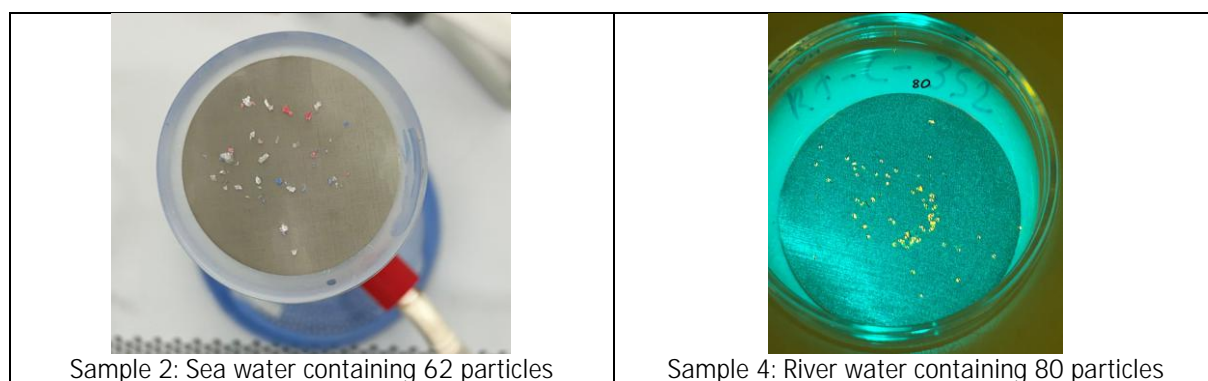 80
Sample 2: Sea water containing 62 particles
Sample 4: River water containing 80 particles